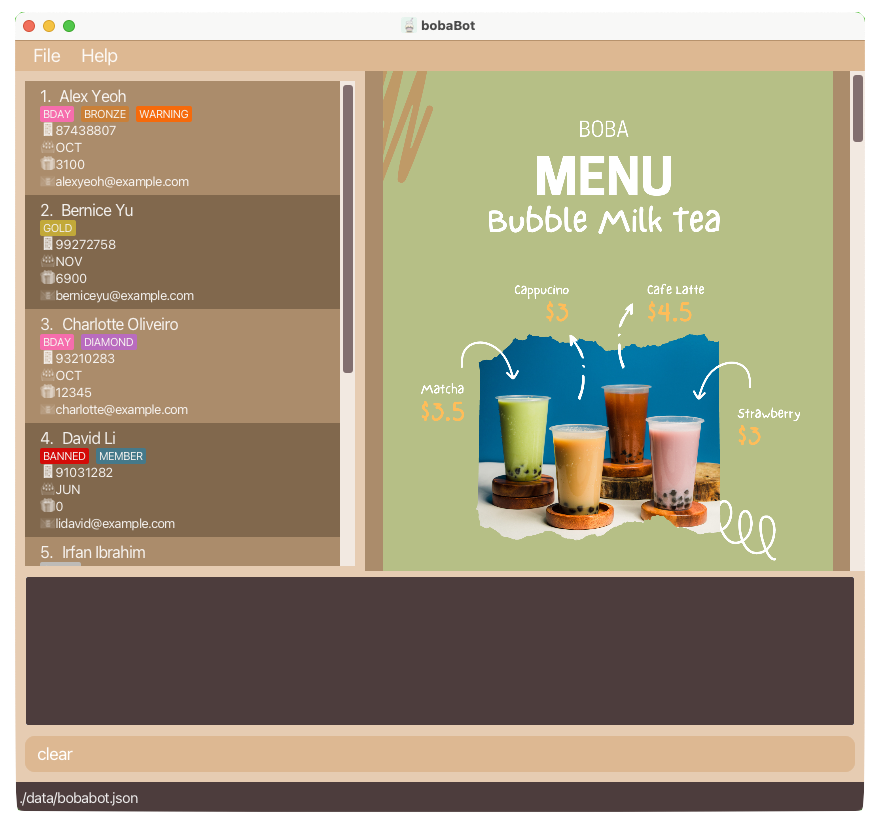 bobaBot
File Help
1. Alex Yeoh
BDAY BRONZE WARNING
87438807
OCT
3100
alexyeoh@example.com
2. Bernice Yu
GOLD
99272758
NOV
6900
berniceyu@example.com
3. Charlotte Oliveiro
BDAY DIAMOND
93210283
OCT
12345
charlotte@example.com
4. David Li
BANNED MEMBER
91031282
JUN
0
lidavid@example.com
5. Irfan Ibrahim
BOBA
MENU
Bubble Milk Tea
Cappucino
$3
Cafe Latte
$4.5
Matcha
$3.5
Strawberry
$3
clear
./data/bobabot.json